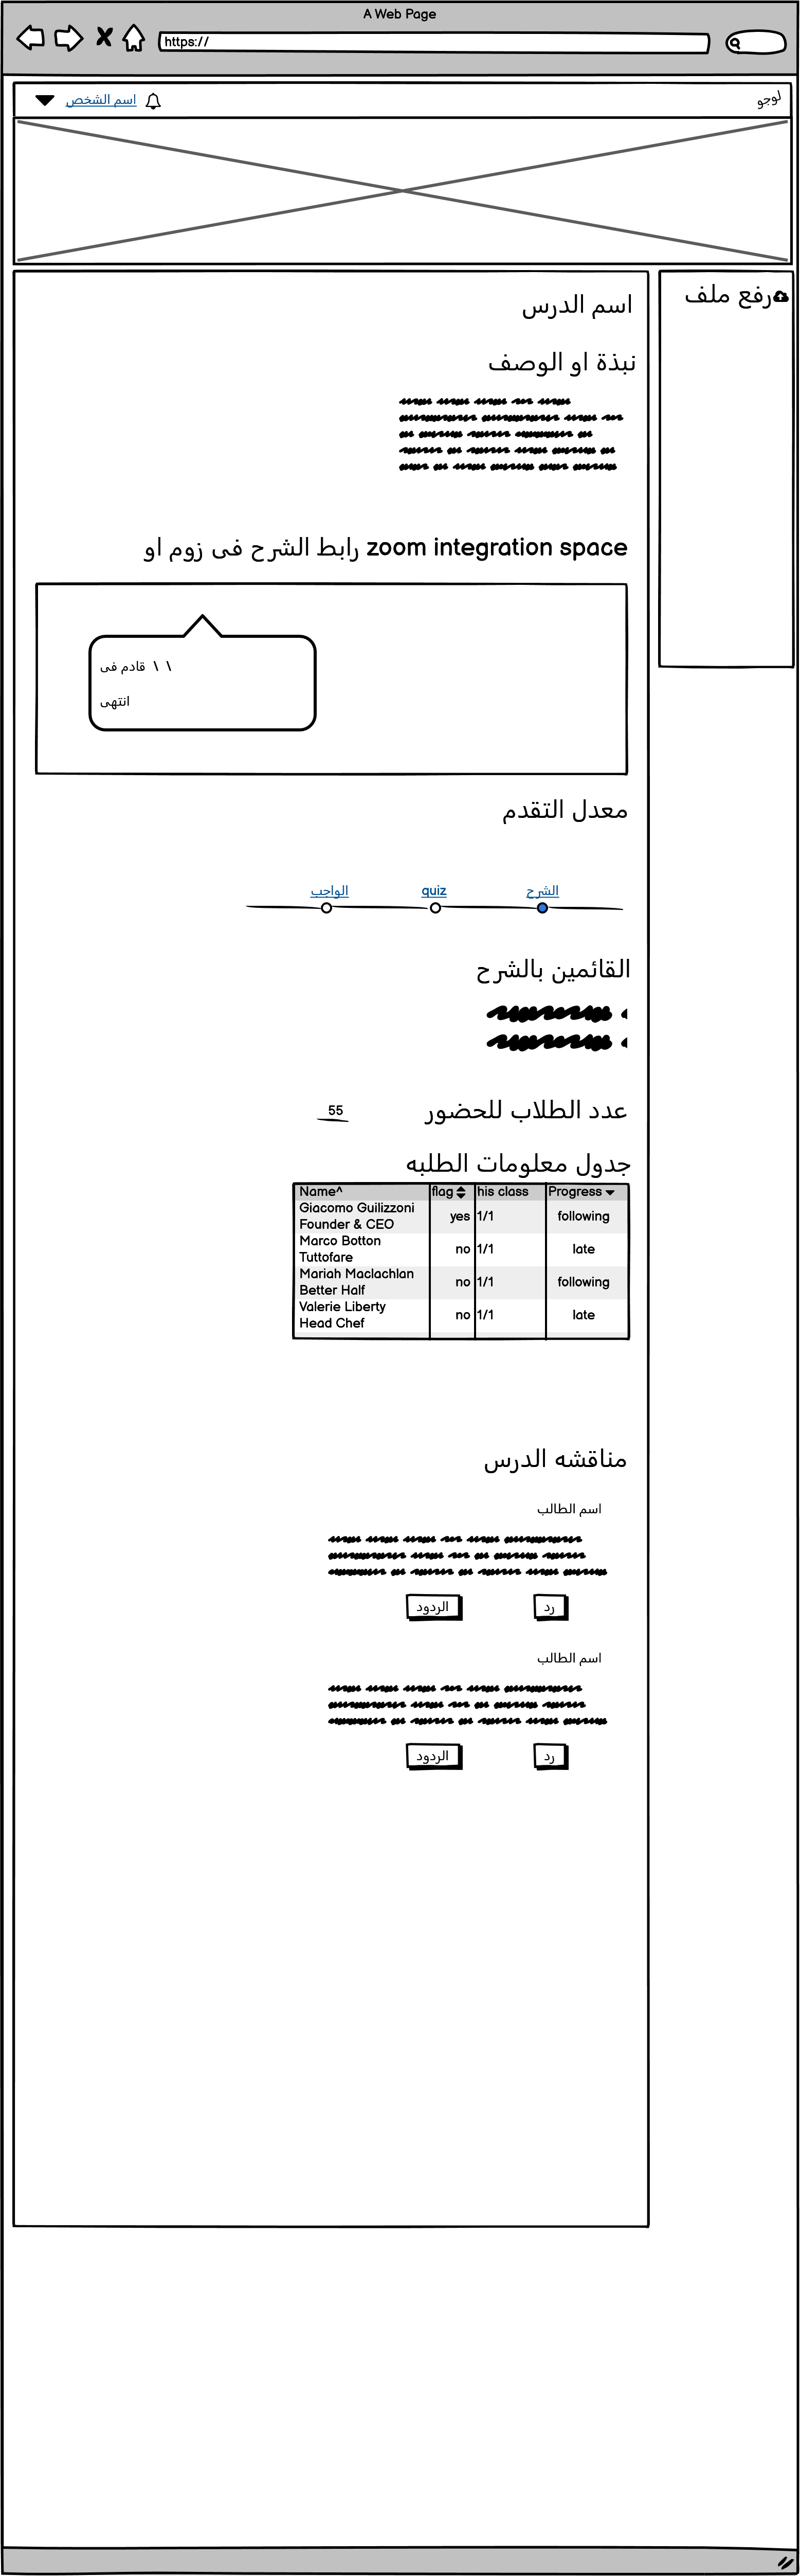 A Web Page
https://
لوجو
اسم الشخص
رفع ملف
اسم الدرس
نبذة او الوصف
رابط الشرح فى زوم او zoom integration space
قادم فى \ \
انتهى
معدل التقدم
الشرح quiz الواجب
القائمين بالشرح
عدد الطلاب للحضور 55
جدول معلومات الطلبه
Name^ flag his class Progress
Giacomo Guilizzoni
Founder & CEO yes 1/1 following
Marco Botton
Tuttofare no 1/1 late
Mariah Maclachlan
Better Half no 1/1 following
Valerie Liberty
Head Chef no 1/1 late
مناقشه الدرس
اسم الطالب
رد الردود
اسم الطالب
رد الردود